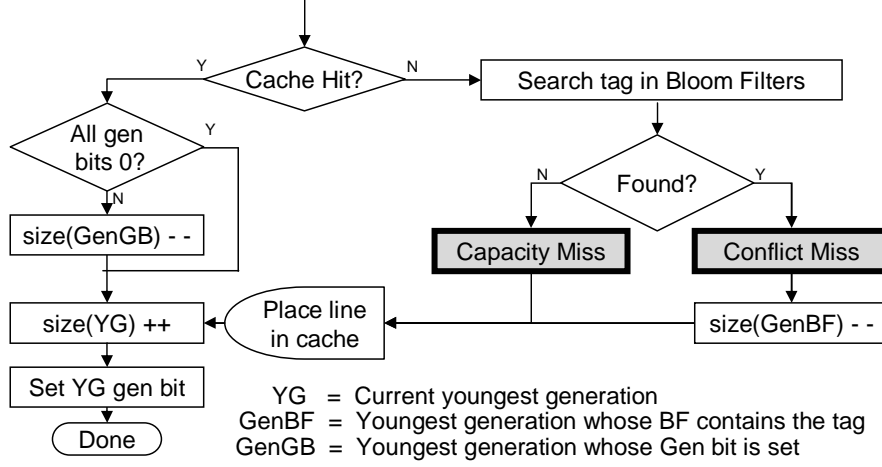 Cache Hit?
Y
N
Search tag in Bloom Filters
All gen
bits 0?
Y
N
size(GenGB) - -
Found?
N
Y
Capacity Miss
Conflict Miss
size(YG) ++
Place line
in cache
size(GenBF) - -
Set YG gen bit
Done
YG = Current youngest generation
GenBF = Youngest generation whose BF contains the tag
GenGB = Youngest generation whose Gen bit is set